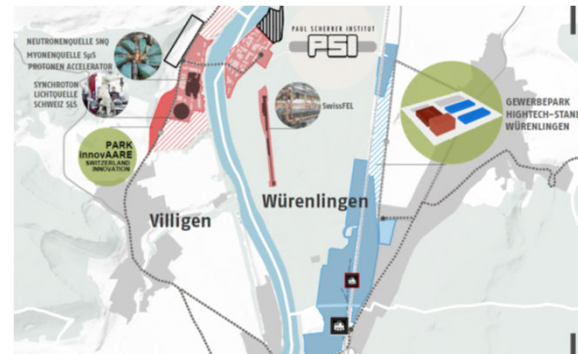 NEUTRONENQUELLE SNQ
MYONENQUELLE SµS
PROTONEN ACCELERATOR
SYNCHROTON
LICHTQUELLE
SCHWEIZ SLS
PARK
innovAARE
SWITZERLAND
INNOVATION
PAUL SCHERRER INSTITUT
PSI
SwissFEL
GEWERBEPARK
HIGHTECH-STAND
WÜRENLINGEN
Villigen
Würenlingen